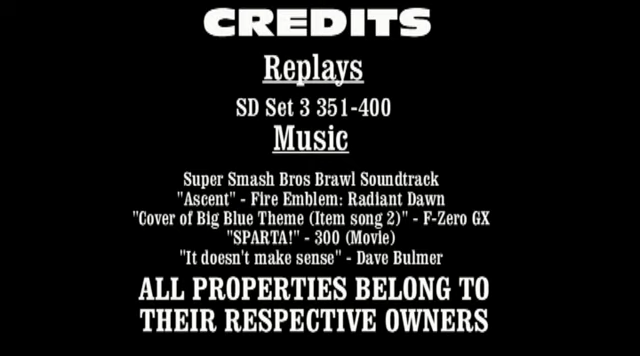 CREDITS
Replays
SD Set 3 351-400
Music
Super Smash Bros Brawl Soundtrack
"Ascent" - Fire Emblem: Radiant Dawn
"Cover of Big Blue Theme (Item song 2)" - F-Zero GX
"SPARTA!" - 300 (Movie)
"It doesn't make sense" - Dave Bulmer
ALL PROPERTIES BELONG TO
THEIR RESPECTIVE OWNERS